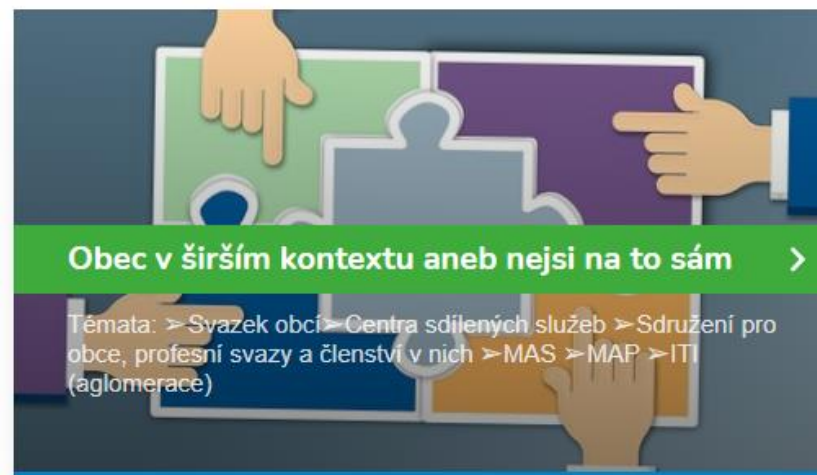 Obec v širším kontextu aneb nejsi na to sám
Témata: ➢Svazek obcí➢Centra sdílených služeb ➢Sdružení pro
obce, profesní svazy a členství v nich ➢MAS ➢MAP ➢ITI
(aglomerace)